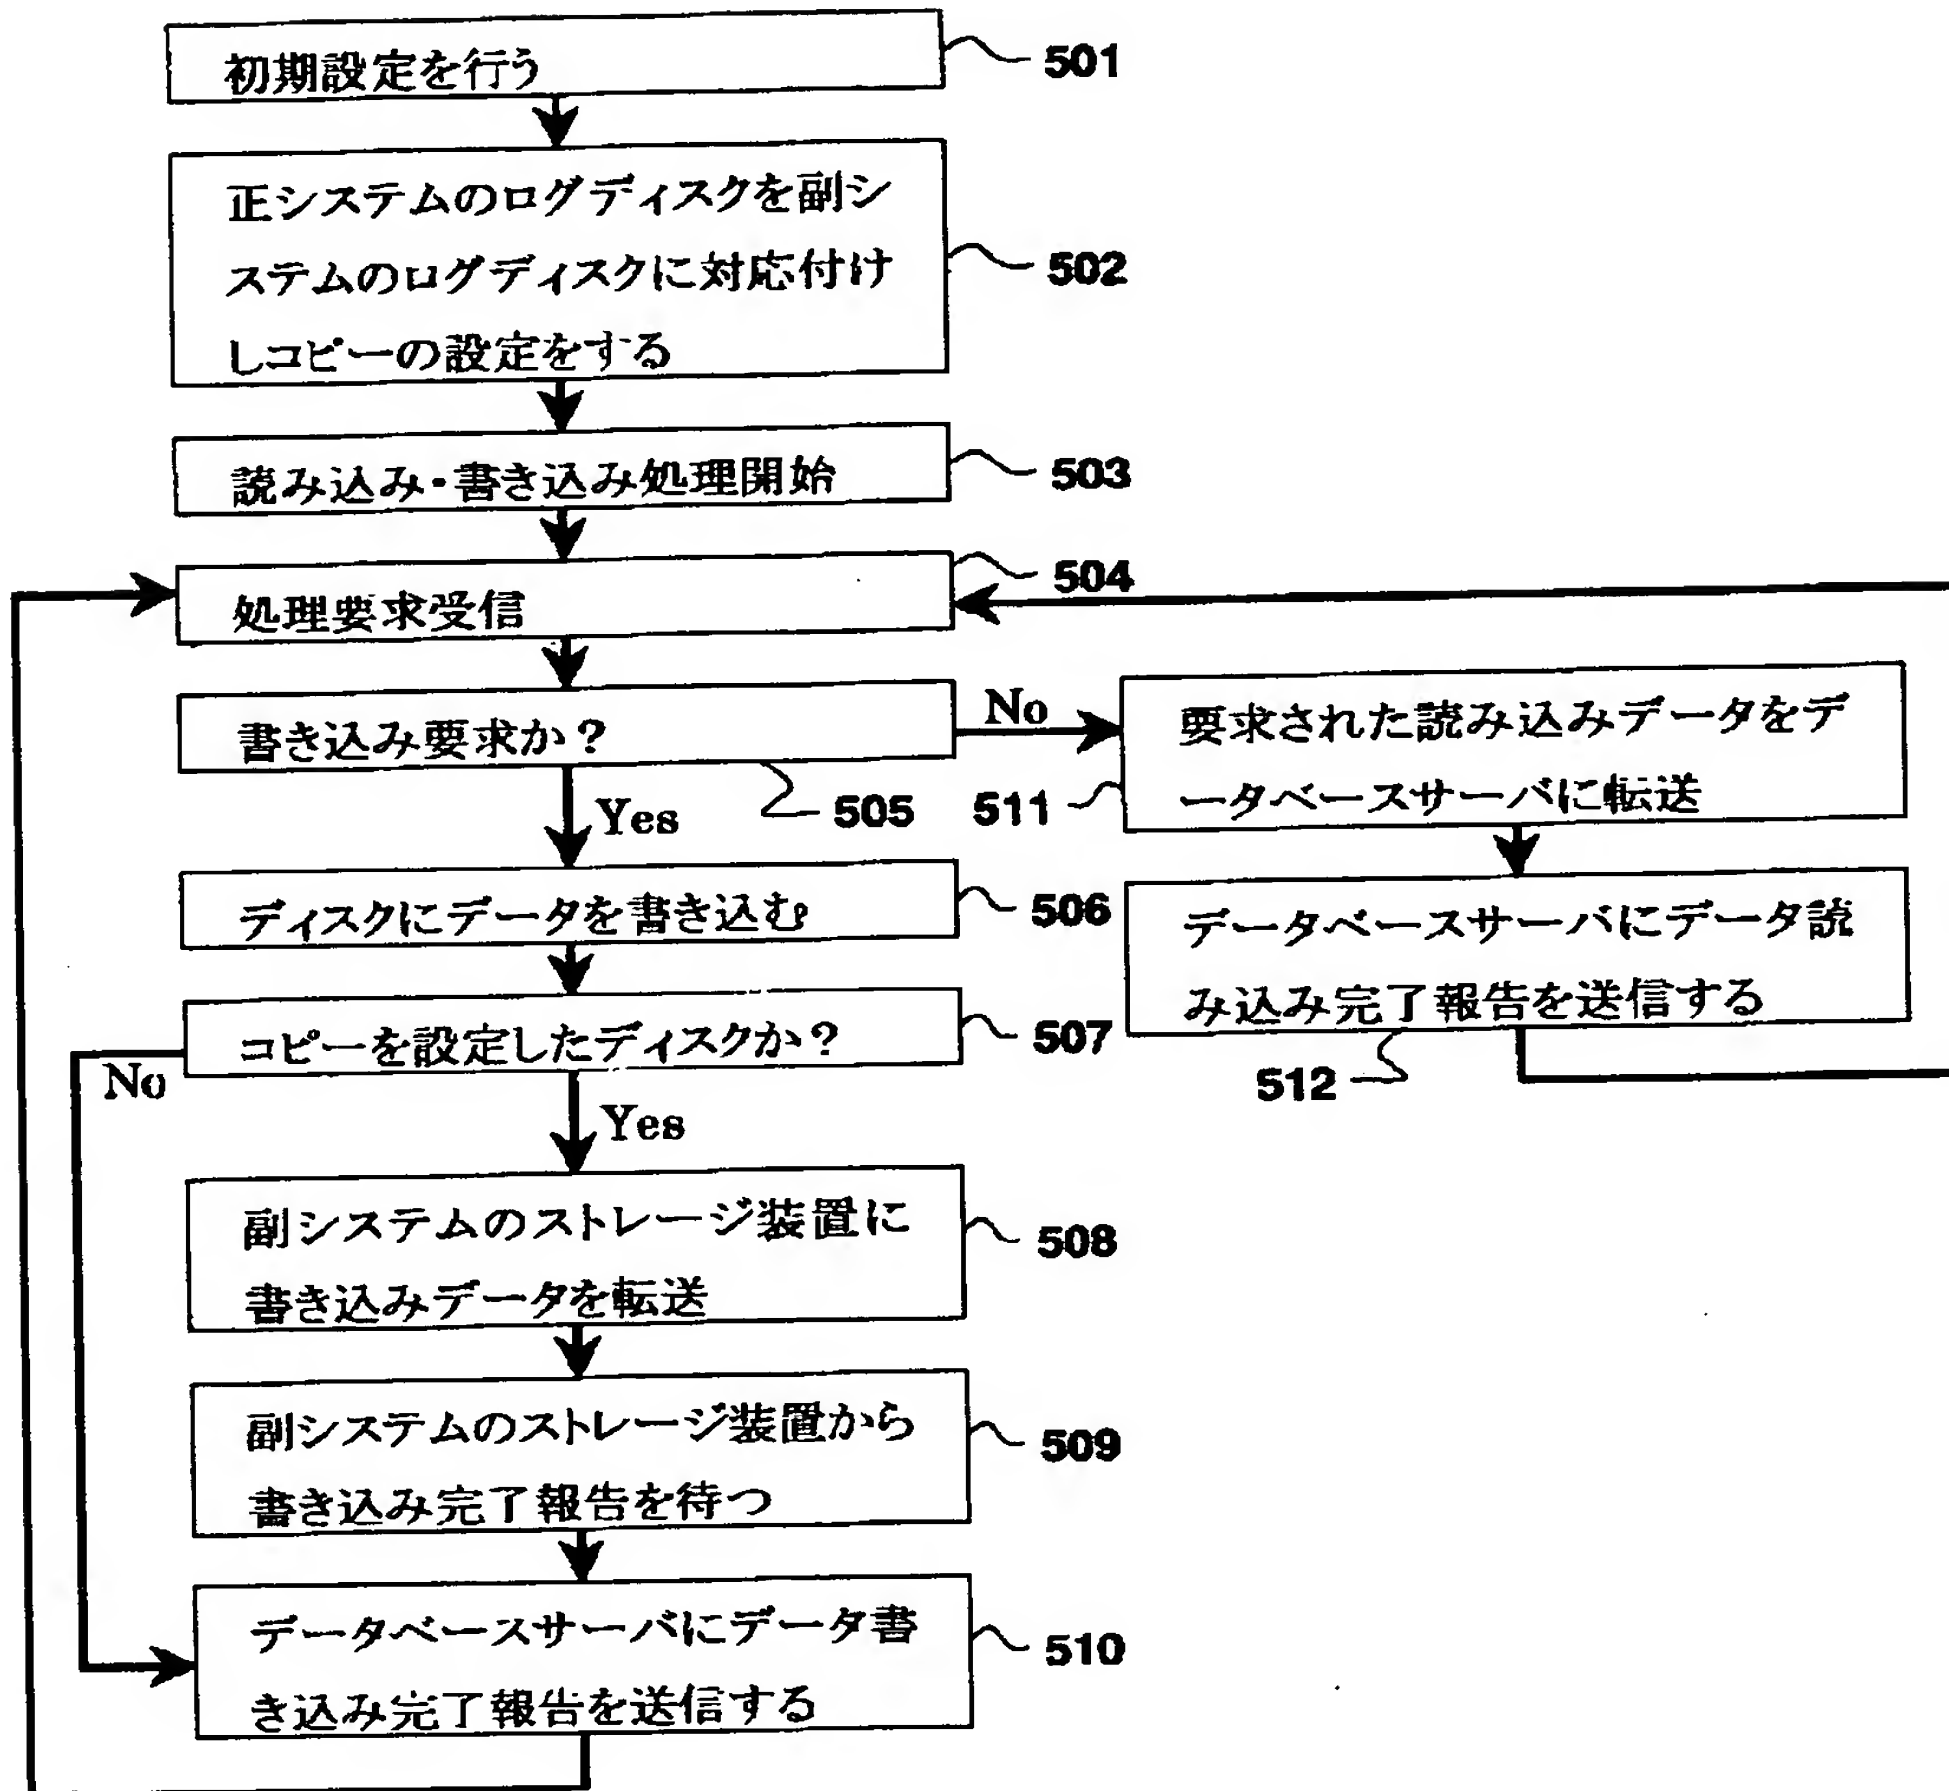 初期設定を行う
501
正システムのログディスクを副シ
ステムのログディスクに対応付け
しコピーの設定をする
502
読み込み・書き込み処理開始
503
処理要求受信
504
書き込み要求か？
505
No
Yes
要求された読み込みデータをデ
ータベースサーバに転送
511
ディスクにデータを書き込む
506
データベースサーバにデータ読
み込み完了報告を送信する
512
コピーを設定したディスクか？
507
No
Yes
副システムのストレージ装置に
書き込みデータを転送
508
副システムのストレージ装置から
書き込み完了報告を待つ
509
データベースサーバにデータ書
き込み完了報告を送信する
510